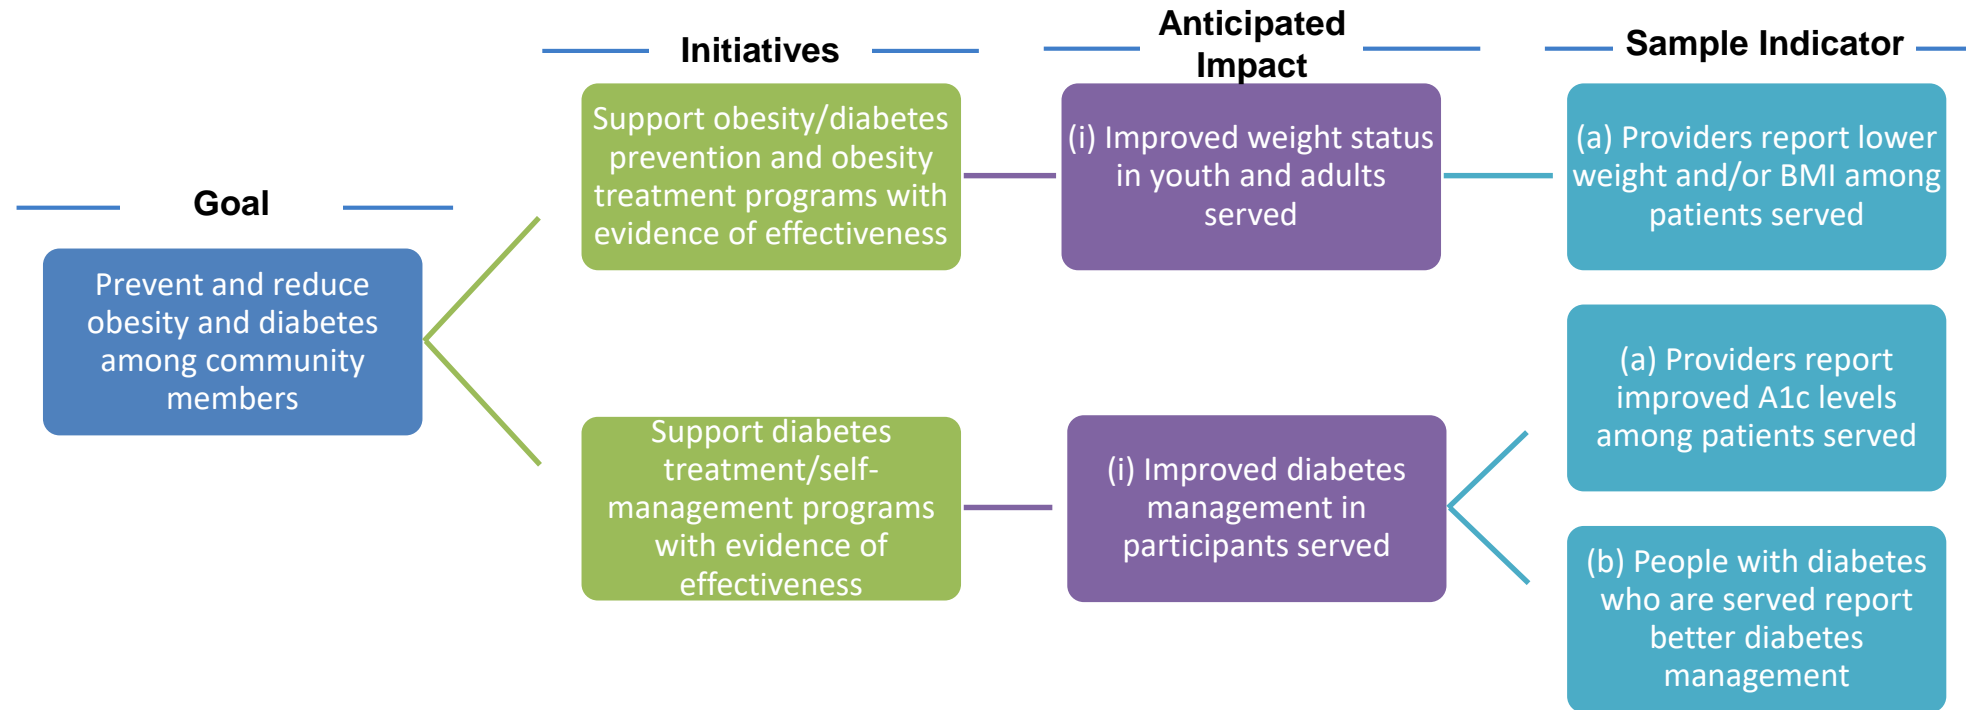 Goal
Prevent and reduce
obesity and diabetes
among community
members
Initiatives
Support obesity/diabetes
prevention and obesity
treatment programs with
evidence of effectiveness
Support diabetes
treatment/self-
management programs
with evidence of
effectiveness
Anticipated
Impact
(i) Improved weight status
in youth and adults
served
(i) Improved diabetes
management in
participants served
Sample Indicator
(a) Providers report lower
weight and/or BMI among
patients served
(a) Providers report
improved A1c levels
among patients served
(b) People with diabetes
who are served report
better diabetes
management